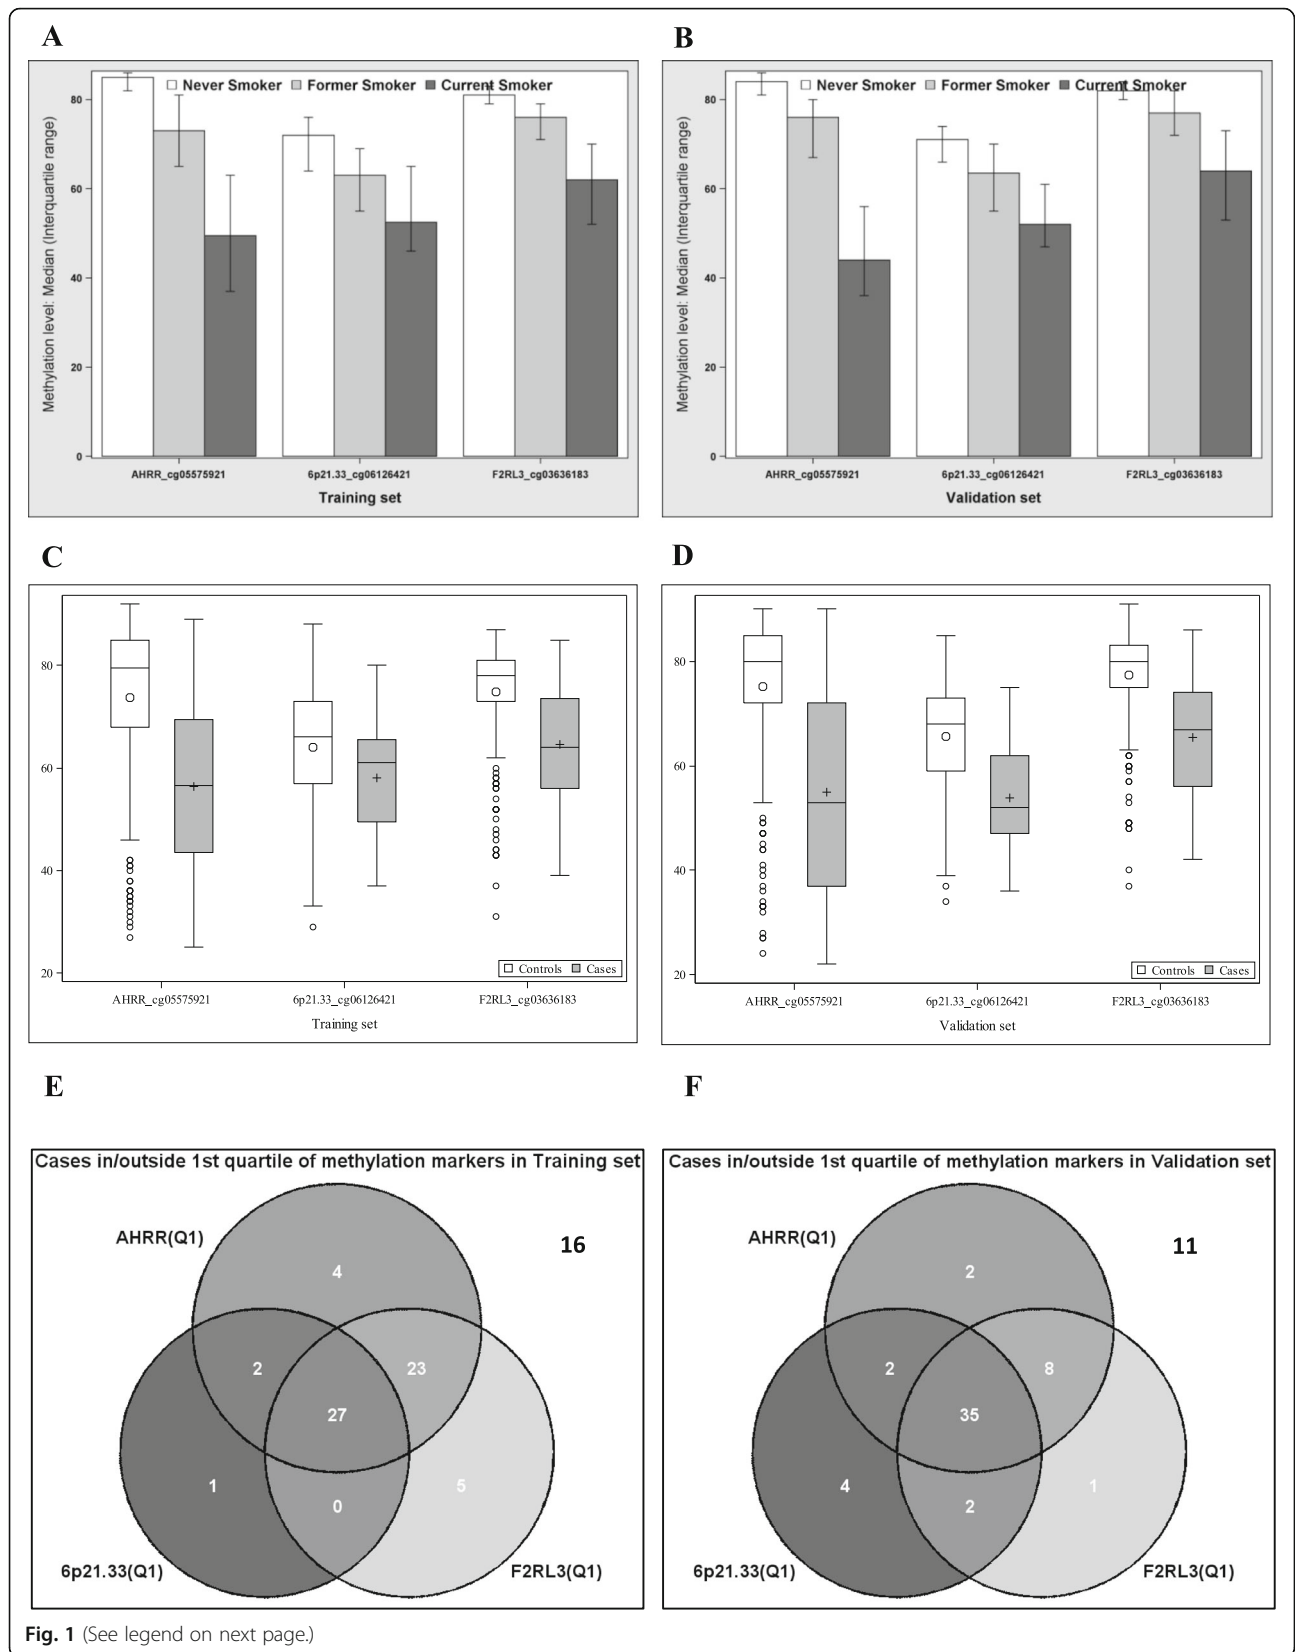 A
Never Smoker Former Smoker Current Smoker
Methylation level: Median (Interquartile range)
80
60
40
20
0
AHRR_cg05575921 6p21.33_cg06126421 F2RL3_cg03636183
Training set
B
Never Smoker Former Smoker Current Smoker
Methylation level: Median (Interquartile range)
80
60
40
20
0
AHRR_cg05575921 6p21.33_cg06126421 F2RL3_cg03636183
Validation set
C
80
60
40
20
Controls Cases
AHRR_cg05575921 6p21.33_cg06126421 F2RL3_cg03636183
Training set
D
80
60
40
20
Controls Cases
AHRR_cg05575921 6p21.33_cg06126421 F2RL3_cg03636183
Validation set
E
Cases in/outside 1st quartile of methylation markers in Training set
AHRR(Q1)
16
4
2
23
27
1
0
5
6p21.33(Q1)
F2RL3(Q1)
F
Cases in/outside 1st quartile of methylation markers in Validation set
AHRR(Q1)
11
2
2
8
35
4
2
1
6p21.33(Q1)
F2RL3(Q1)
Fig. 1 (See legend on next page.)